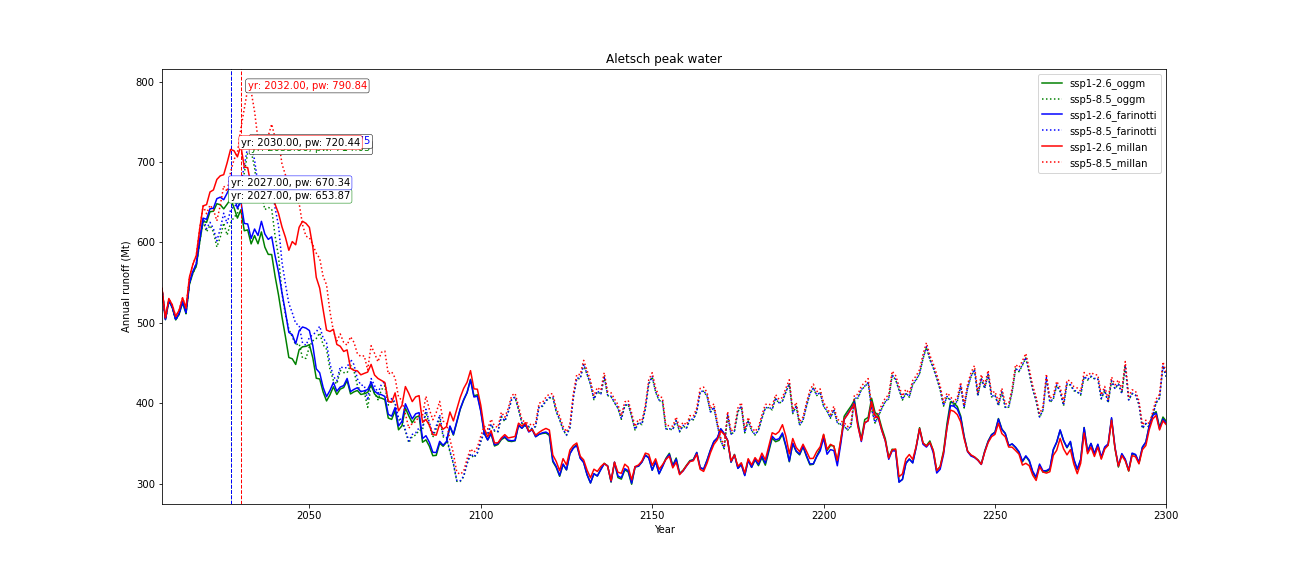 Aletsch peak water
800
700
600
500
400
300
Annual runoff (Mt)
yr: 2032.00, pw: 790.84
yr: 2030.00, pw: 720.44
yr: 2027.00, pw: 670.34
yr: 2027.00, pw: 653.87
ssp1-2.6_oggm
ssp5-8.5_oggm
ssp1-2.6_farinotti
ssp5-8.5_farinotti
ssp1-2.6_millan
ssp5-8.5_millan
2050
2100
2150
2200
2250
2300
Year